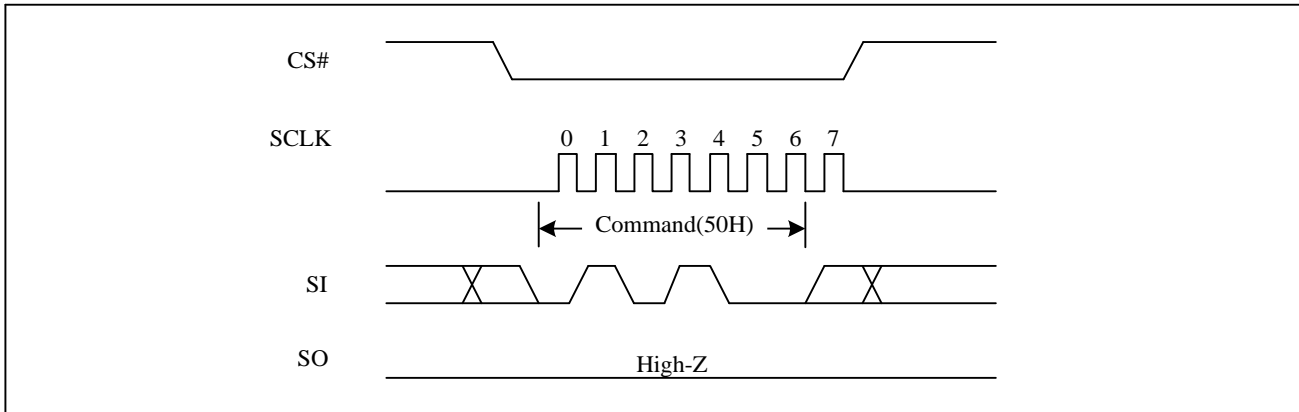 CS#
SCLK
0 1 2 3 4 5 6 7
Command(50H)
SI
SO
High-Z